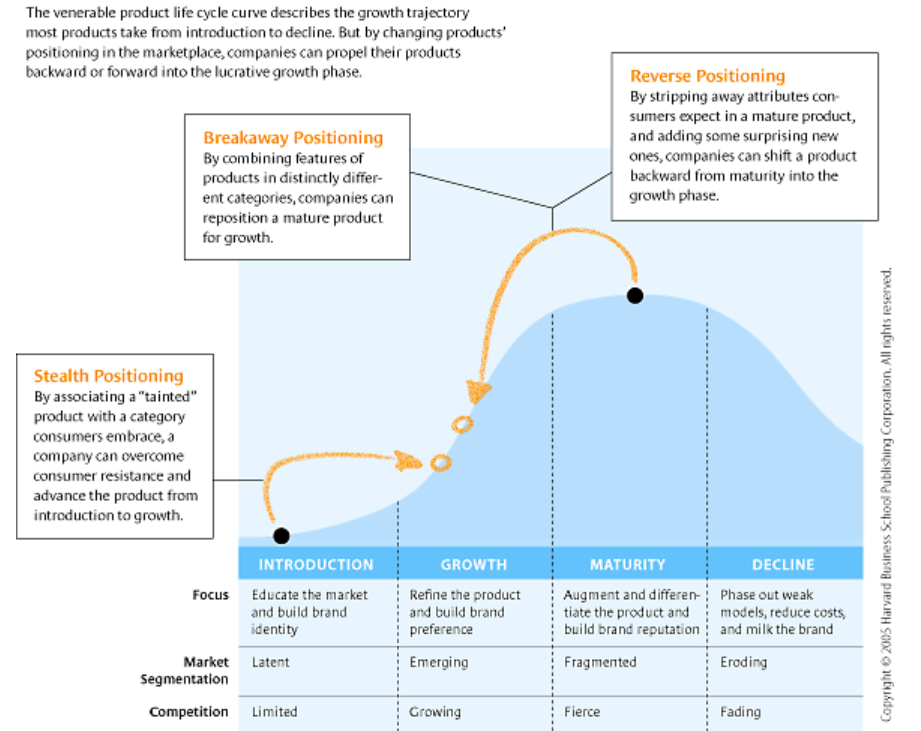 The venerable product life cycle curve describes the growth trajectory
most products take from introduction to decline. But by changing products'
positioning in the marketplace, companies can propel their products
backward or forward into the lucrative growth phase.
Reverse Positioning
By stripping away attributes con-
sumers expect in a mature product,
and adding some surprising new
ones, companies can shift a product
backward from maturity into the
growth phase.
Breakaway Positioning
By combining features of
products in distinctly differ-
ent categories, companies can
reposition a mature product
for growth.
Stealth Positioning
By associating a "tainted"
product with a category
consumers embrace, a
company can overcome
consumer resistance and
advance the product from
introduction to growth.
INTRODUCTION GROWTH MATURITY DECLINE
Focus Educate the market Refine the product Augment and differen- Phase out weak
and build brand and build brand tiate the product and models, reduce costs,
identity preference build brand reputation and milk the brand
Market Latent Emerging Fragmented Eroding
Segmentation
Competition Limited Growing Fierce Fading
Copyright © 2005 Harvard Business School Publishing Corporation. All rights reserved.